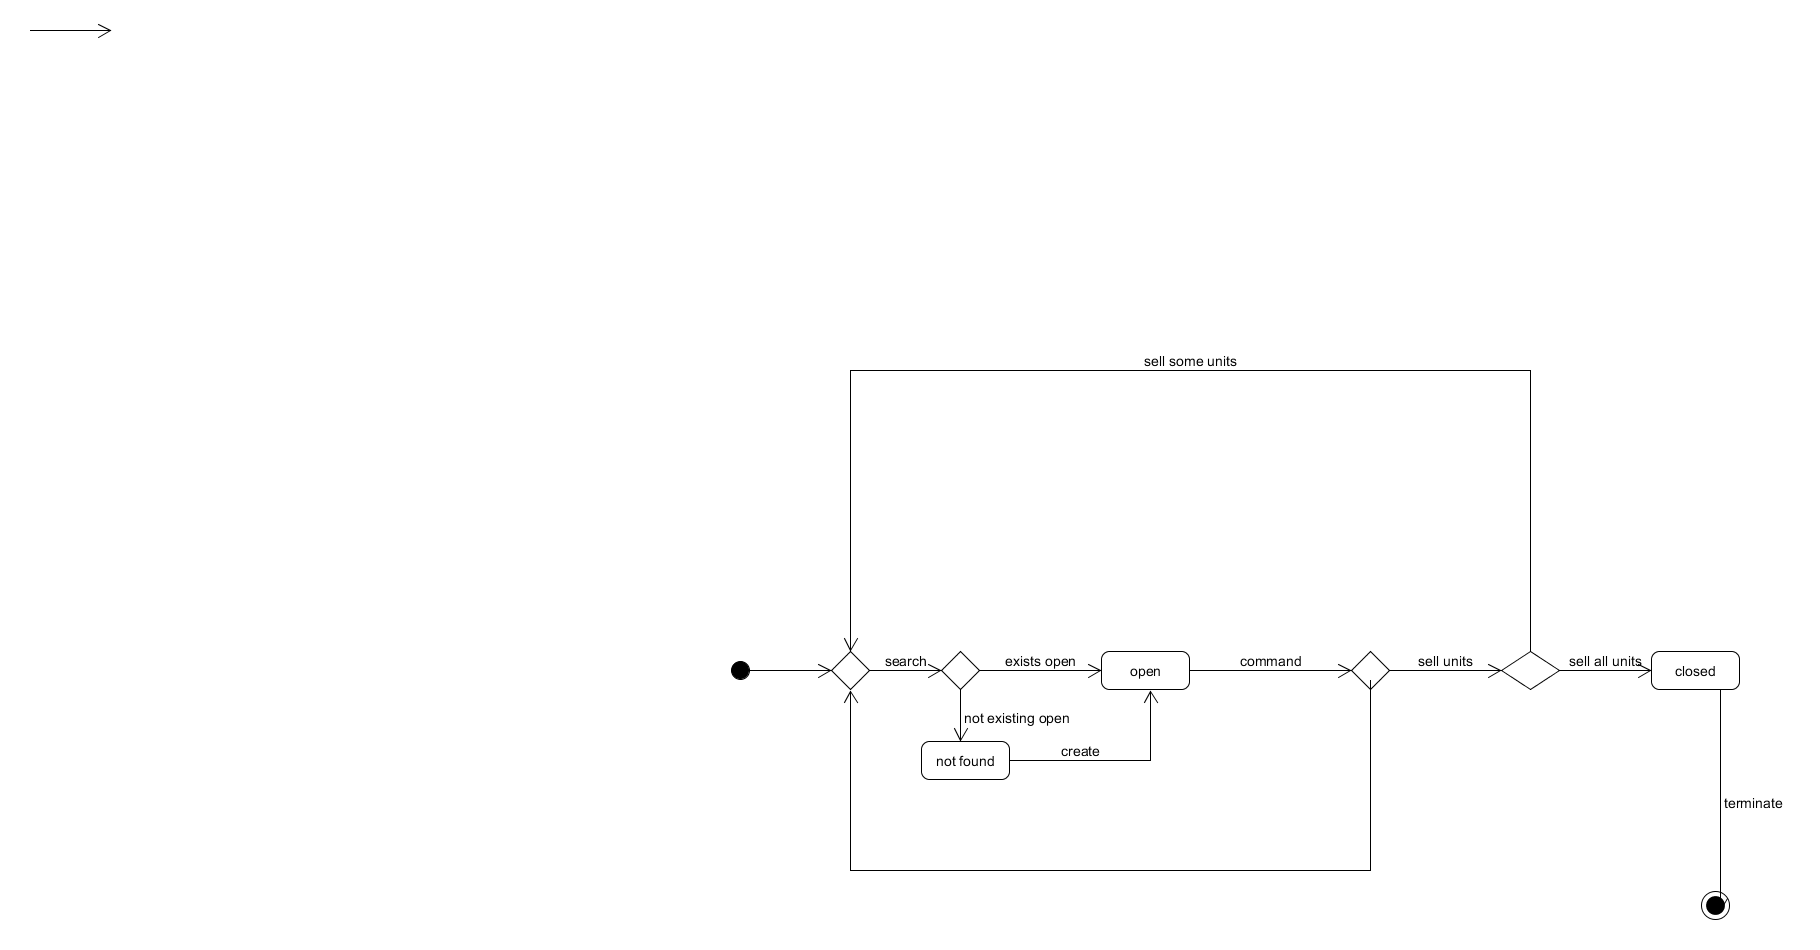 sell some units
search
exists open
open
command
sell units
sell all units
closed
not existing open
not found
create
terminate